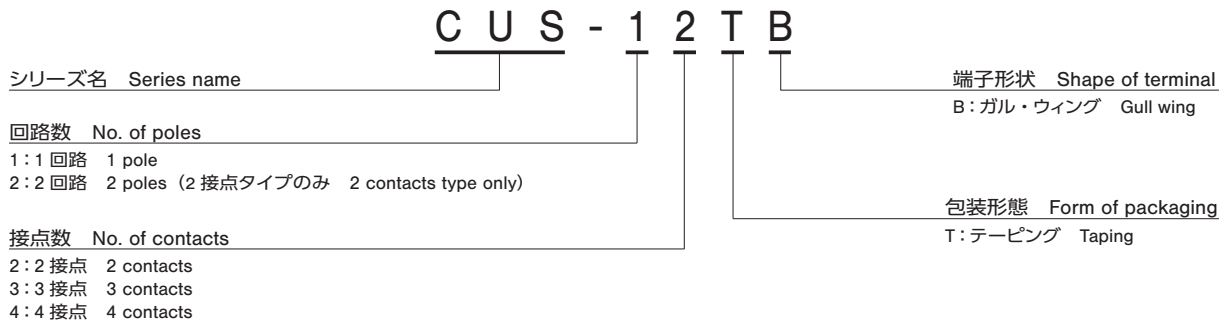 CUS-12TB
シリーズ名 Series name
回路数 No. of poles
1:1 回路 1 pole
2:2 回路 2 poles(2 接点タイプのみ 2 contacts type only)
接点数 No. of contacts
2:2 接点 2 contacts
3:3 接点 3 contacts
4:4 接点 4 contacts
端子形状 Shape of terminal
B:ガル・ウィング Gull wing
包装形態 Form of packaging
T:テーピング Taping